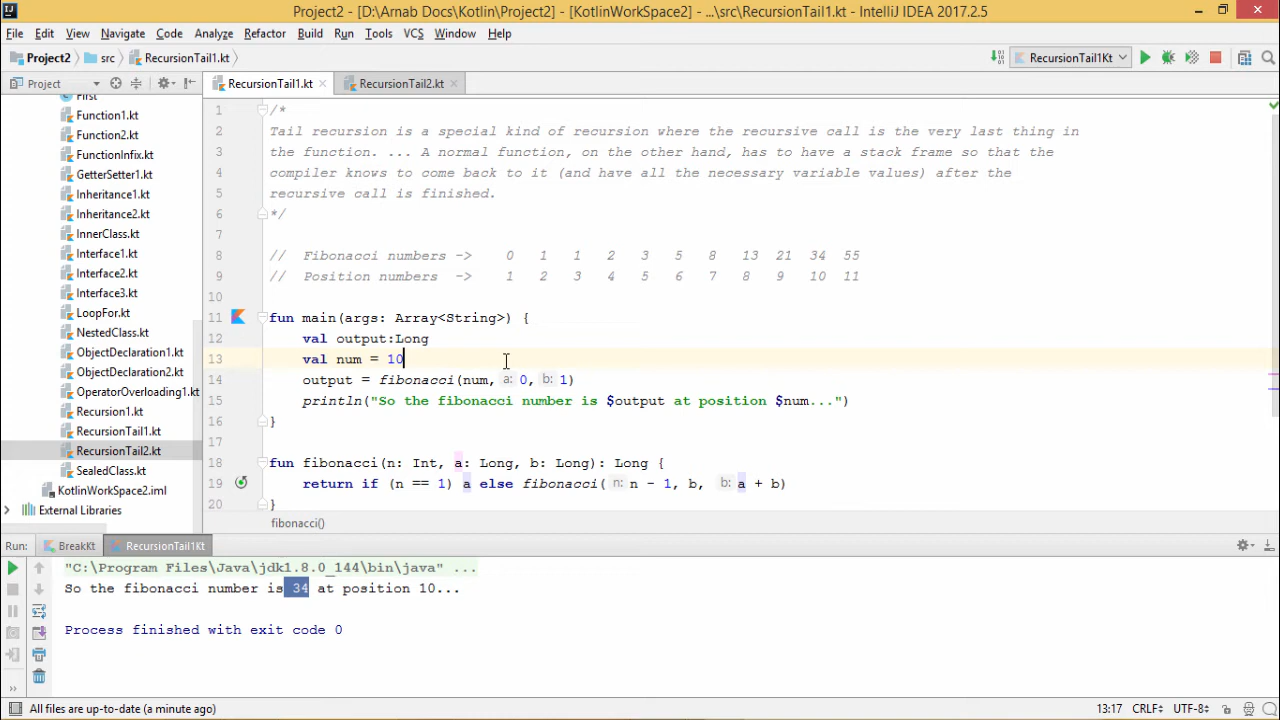 Project2 - [D:\Arnab Docs\Kotlin\Project2] - [KotlinWorkSpace2] - ...\src\RecursionTail1.kt - IntelliJ IDEA 2017.2.5
File Edit View Navigate Code Analyze Refactor Build Run Tools VCS Window Help
Project2 src RecursionTail1.kt RecursionTail1Kt
Project RecursionTail1.kt RecursionTail2.kt
First
Function1.kt
Function2.kt
FunctionInfix.kt
GetterSetter1.kt
Inheritance1.kt
Inheritance2.kt
InnerClass.kt
Interface1.kt
Interface2.kt
Interface3.kt
LoopFor.kt
NestedClass.kt
ObjectDeclaration1.kt
ObjectDeclaration2.kt
OperatorOverloading1.kt
Recursion1.kt
RecursionTail1.kt
RecursionTail2.kt
SealedClass.kt
KotlinWorkSpace2.iml
External Libraries
1 /*
2 Tail recursion is a special kind of recursion where the recursive call is the very last thing in
3 the function. ... A normal function, on the other hand, has to have a stack frame so that the
4 compiler knows to come back to it (and have all the necessary variable values) after the
5 recursive call is finished.
6 */
7
8 // Fibonacci numbers -> 0 1 1 2 3 5 8 13 21 34 55
9 // Position numbers -> 1 2 3 4 5 6 7 8 9 10 11
10
11 fun main(args: Array<String>) {
12 val output:Long
13 val num = 10
14 output = fibonacci(num, a: 0, b: 1)
15 println("So the fibonacci number is $output at position $num...")
16 }
17
18 fun fibonacci(n: Int, a: Long, b: Long): Long {
19 return if (n == 1) a else fibonacci( n: n - 1, b, b: a + b)
20 }
fibonacci()
Run: BreakKt RecursionTail1Kt
"C:\Program Files\Java\jdk1.8.0_144\bin\java" ...
So the fibonacci number is 34 at position 10...
Process finished with exit code 0
All files are up-to-date (a minute ago) 13:17 CRLF UTF-8